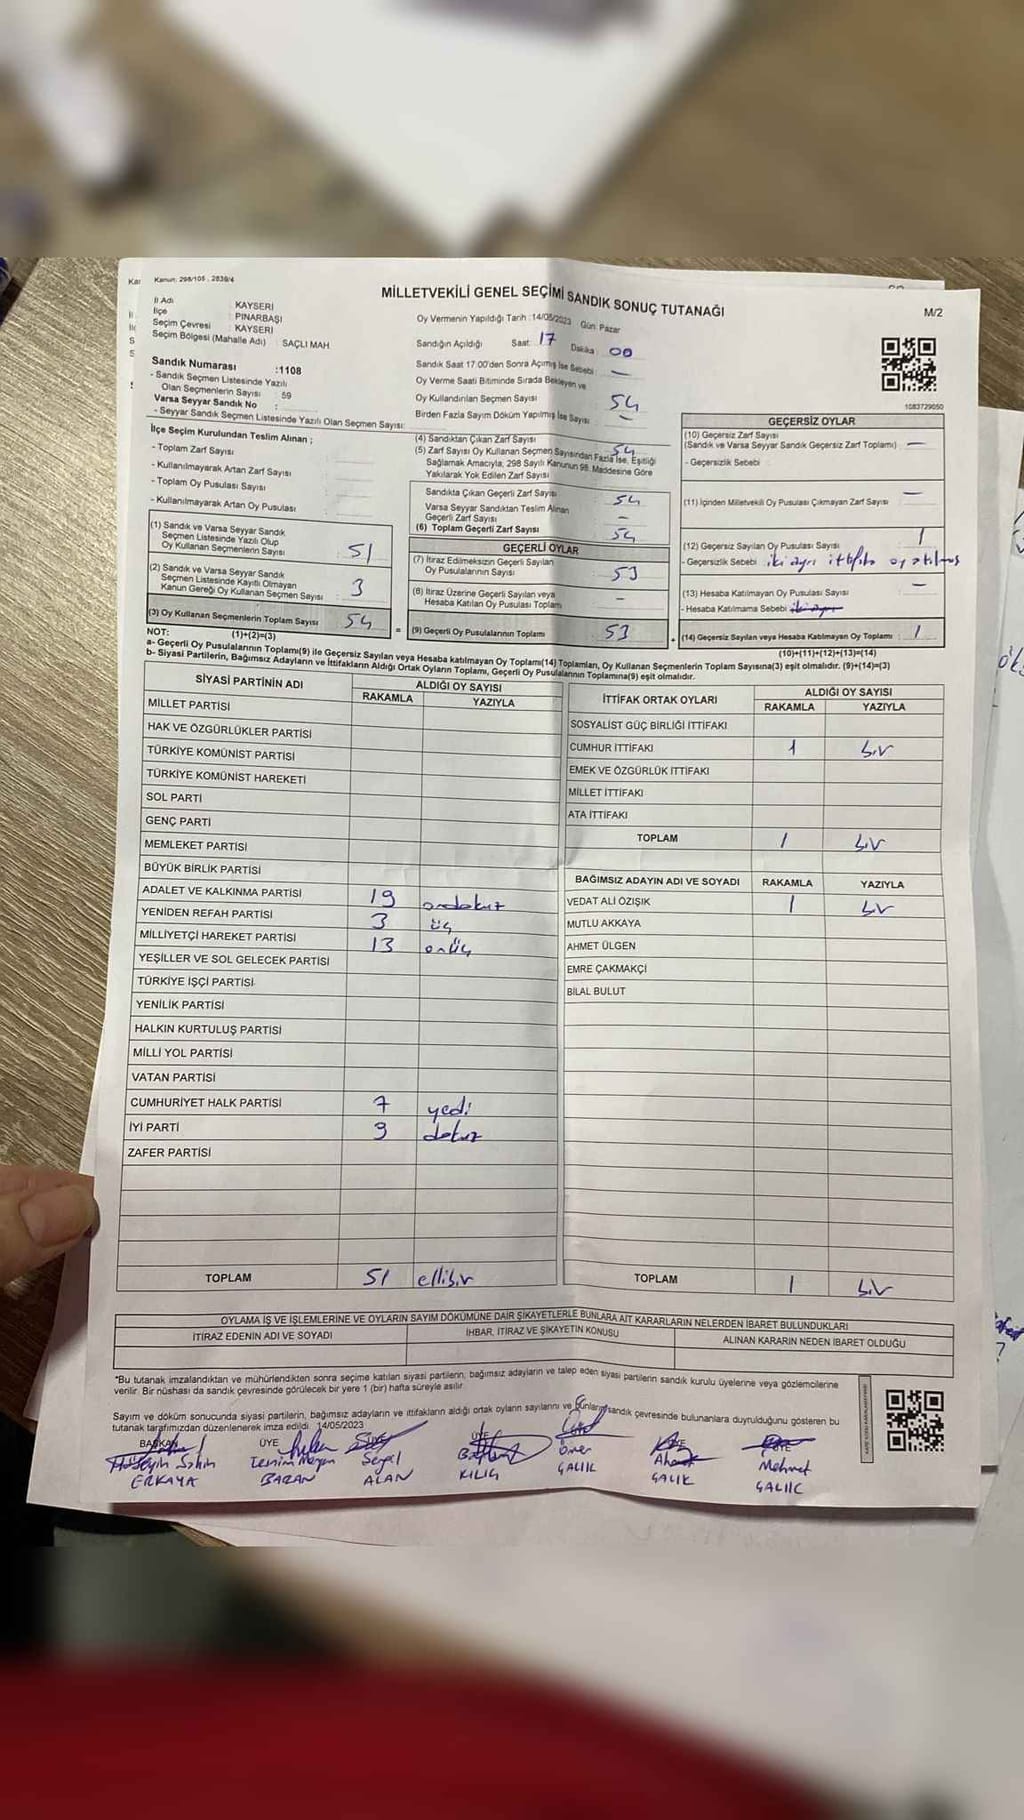 Kanun: 298/105 , 2839/4
MİLLETVEKİLİ GENEL SEÇİMİ SANDIK SONUÇ TUTANAĞI
M/2
İl Adı : KAYSERİ
İlçe : PINARBAŞI
Seçim Çevresi : KAYSERİ
Seçim Bölgesi (Mahalle Adı) : SAÇLI MAH
Sandık Numarası :1108
- Sandık Seçmen Listesinde Yazılı
Olan Seçmenlerin Sayısı : 59
Varsa Seyyar Sandık No :
- Seyyar Sandık Seçmen Listesinde Yazılı Olan Seçmen Sayısı:
Oy Vermenin Yapıldığı Tarih :14/05/2023 Gün: Pazar
Sandığın Açıldığı Saat: 17 Dakika : 00
Sandık Saat 17:00'den Sonra Açımış İse Sebebi: —
Oy Verme Saati Bitiminde Sırada Bekleyen ve
Oy Kullandırılan Seçmen Sayısı 54
Birden Fazla Sayım Döküm Yapılmış İse Sayısı: —
1083729050
İlçe Seçim Kurulundan Teslim Alınan ;
- Toplam Zarf Sayısı
- Kullanılmayarak Artan Zarf Sayısı
- Toplam Oy Pusulası Sayısı
- Kullanılmayarak Artan Oy Pusulası
(1) Sandık ve Varsa Seyyar Sandık
Seçmen Listesinde Yazılı Olup
Oy Kullanan Seçmenlerin Sayısı 51
(2) Sandık ve Varsa Seyyar Sandık
Seçmen Listesinde Kayıtlı Olmayan
Kanun Gereği Oy Kullanan Seçmen Sayısı 3
(3) Oy Kullanan Seçmenlerin Toplam Sayısı 54
(4) Sandıktan Çıkan Zarf Sayısı 54
(5) Zarf Sayısı Oy Kullanan Seçmen Sayısından Fazla İse, Eşitliği
Sağlamak Amacıyla, 298 Sayılı Kanunun 98. Maddesine Göre
Yakılarak Yok Edilen Zarf Sayısı
Sandıkta Çıkan Geçerli Zarf Sayısı 54
Varsa Seyyar Sandıktan Teslim Alınan
Geçerli Zarf Sayısı —
(6) Toplam Geçerli Zarf Sayısı 54
GEÇERLİ OYLAR
(7) İtiraz Edilmeksizin Geçerli Sayılan
Oy Pusulalarının Sayısı 53
(8) İtiraz Üzerine Geçerli Sayılan veya
Hesaba Katılan Oy Pusulası Toplamı -
= (9) Geçerli Oy Pusulalarının Toplamı 53
GEÇERSİZ OYLAR
(10) Geçersiz Zarf Sayısı
(Sandık ve Varsa Seyyar Sandık Geçersiz Zarf Toplamı) —
- Geçersizlik Sebebi
(11) İçinden Milletvekili Oy Pusulası Çıkmayan Zarf Sayısı —
(12) Geçersiz Sayılan Oy Pusulası Sayısı 1
- Geçersizlik Sebebi iki ayrı ittifaka oy atılmış
(13) Hesaba Katılmayan Oy Pusulası Sayısı —
- Hesaba Katılmama Sebebi
+ (14) Geçersiz Sayılan veya Hesaba Katılmayan Oy Toplamı 1
NOT: (1)+(2)=(3)
(10)+(11)+(12)+(13)=(14)
a- Geçerli Oy Pusulalarının Toplamı(9) ile Geçersiz Sayılan veya Hesaba katılmayan Oy Toplamı(14) Toplamları, Oy Kullanan Seçmenlerin Toplam Sayısına(3) eşit olmalıdır. (9)+(14)=(3)
b- Siyasi Partilerin, Bağımsız Adayların ve İttifakların Aldığı Ortak Oyların Toplamı, Geçerli Oy Pusulalarının Toplamına(9) eşit olmalıdır.
SİYASİ PARTİNİN ADI ALDIĞI OY SAYISI
RAKAMLA YAZIYLA
MİLLET PARTİSİ
HAK VE ÖZGÜRLÜKLER PARTİSİ
TÜRKİYE KOMÜNİST PARTİSİ
TÜRKİYE KOMÜNİST HAREKETİ
SOL PARTİ
GENÇ PARTİ
MEMLEKET PARTİSİ
BÜYÜK BİRLİK PARTİSİ
ADALET VE KALKINMA PARTİSİ 19 ondokuz
YENİDEN REFAH PARTİSİ 3 üç
MİLLİYETÇİ HAREKET PARTİSİ 13 onüç
YEŞİLLER VE SOL GELECEK PARTİSİ
TÜRKİYE İŞÇİ PARTİSİ
YENİLİK PARTİSİ
HALKIN KURTULUŞ PARTİSİ
MİLLİ YOL PARTİSİ
VATAN PARTİSİ
CUMHURİYET HALK PARTİSİ 7 yedi
İYİ PARTİ 9 dokuz
ZAFER PARTİSİ
TOPLAM 51 ellibir
İTTİFAK ORTAK OYLARI ALDIĞI OY SAYISI
RAKAMLA YAZIYLA
SOSYALİST GÜÇ BİRLİĞİ İTTİFAKI
CUMHUR İTTİFAKI 1 bir
EMEK VE ÖZGÜRLÜK İTTİFAKI
MİLLET İTTİFAKI
ATA İTTİFAKI
TOPLAM 1 bir
BAĞIMSIZ ADAYIN ADI VE SOYADI RAKAMLA YAZIYLA
VEDAT ALİ ÖZIŞIK 1 bir
MUTLU AKKAYA
AHMET ÜLGEN
EMRE ÇAKMAKÇİ
BİLAL BULUT
TOPLAM 1 bir
OYLAMA İŞ VE İŞLEMLERİNE VE OYLARIN SAYIM DÖKÜMÜNE DAİR ŞİKAYETLERLE BUNLARA AİT KARARLARIN NELERDEN İBARET BULUNDUKLARI
İTİRAZ EDENİN ADI VE SOYADI İHBAR, İTİRAZ VE ŞİKAYETİN KONUSU ALINAN KARARIN NEDEN İBARET OLDUĞU
*Bu tutanak imzalandıktan ve mühürlendikten sonra seçime katılan siyasi partilerin, bağımsız adayların ve talep eden siyasi partilerin sandık kurulu üyelerine veya gözlemcilerine
verilir. Bir nüshası da sandık çevresinde görülecek bir yere 1 (bir) hafta süreyle asılır.
Sayım ve döküm sonucunda siyasi partilerin, bağımsız adayların ve ittifakların aldığı ortak oyların sayılarını ve bunların sandık çevresinde bulunanlara duyrulduğunu gösteren bu
tutanak tarafımızdan düzenlenerek imza edildi. 14/05/2023
BAŞKAN ÜYE ÜYE ÜYE
Hüseyin Şahin ERKAYA
BARAN
Seyal ALAN
KILIÇ
Ömer ÇALIK
Ahmet ÇALIK
Mehmet ÇALIK